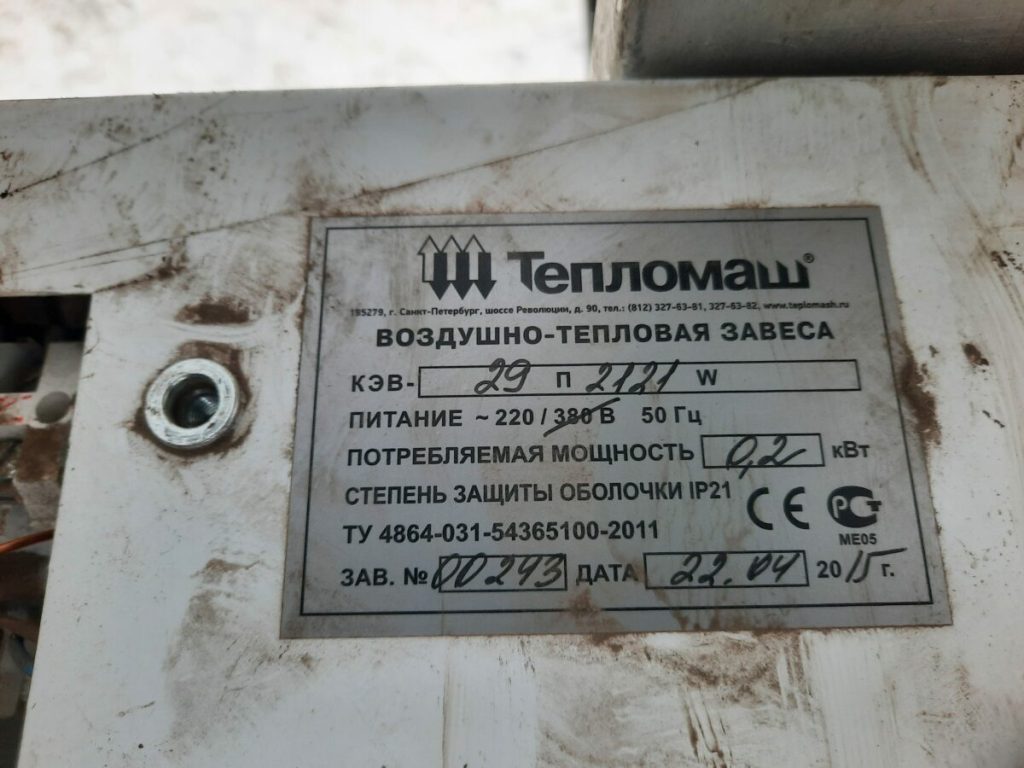 Тепломаш®
195279, г. Санкт-Петербург, шоссе Революции, д. 90, тел.: (812) 327-63-81, 327-63-82, www.teplomash.ru
ВОЗДУШНО-ТЕПЛОВАЯ ЗАВЕСА
КЭВ- 29 П 2121 W
ПИТАНИЕ ~ 220 / 380 В 50 Гц
ПОТРЕБЛЯЕМАЯ МОЩНОСТЬ 0,2 кВт
СТЕПЕНЬ ЗАЩИТЫ ОБОЛОЧКИ IP21
CE РСТ
ТУ 4864-031-54365100-2011
МЕ05
ЗАВ. № 00293 ДАТА 22.04 2015 г.